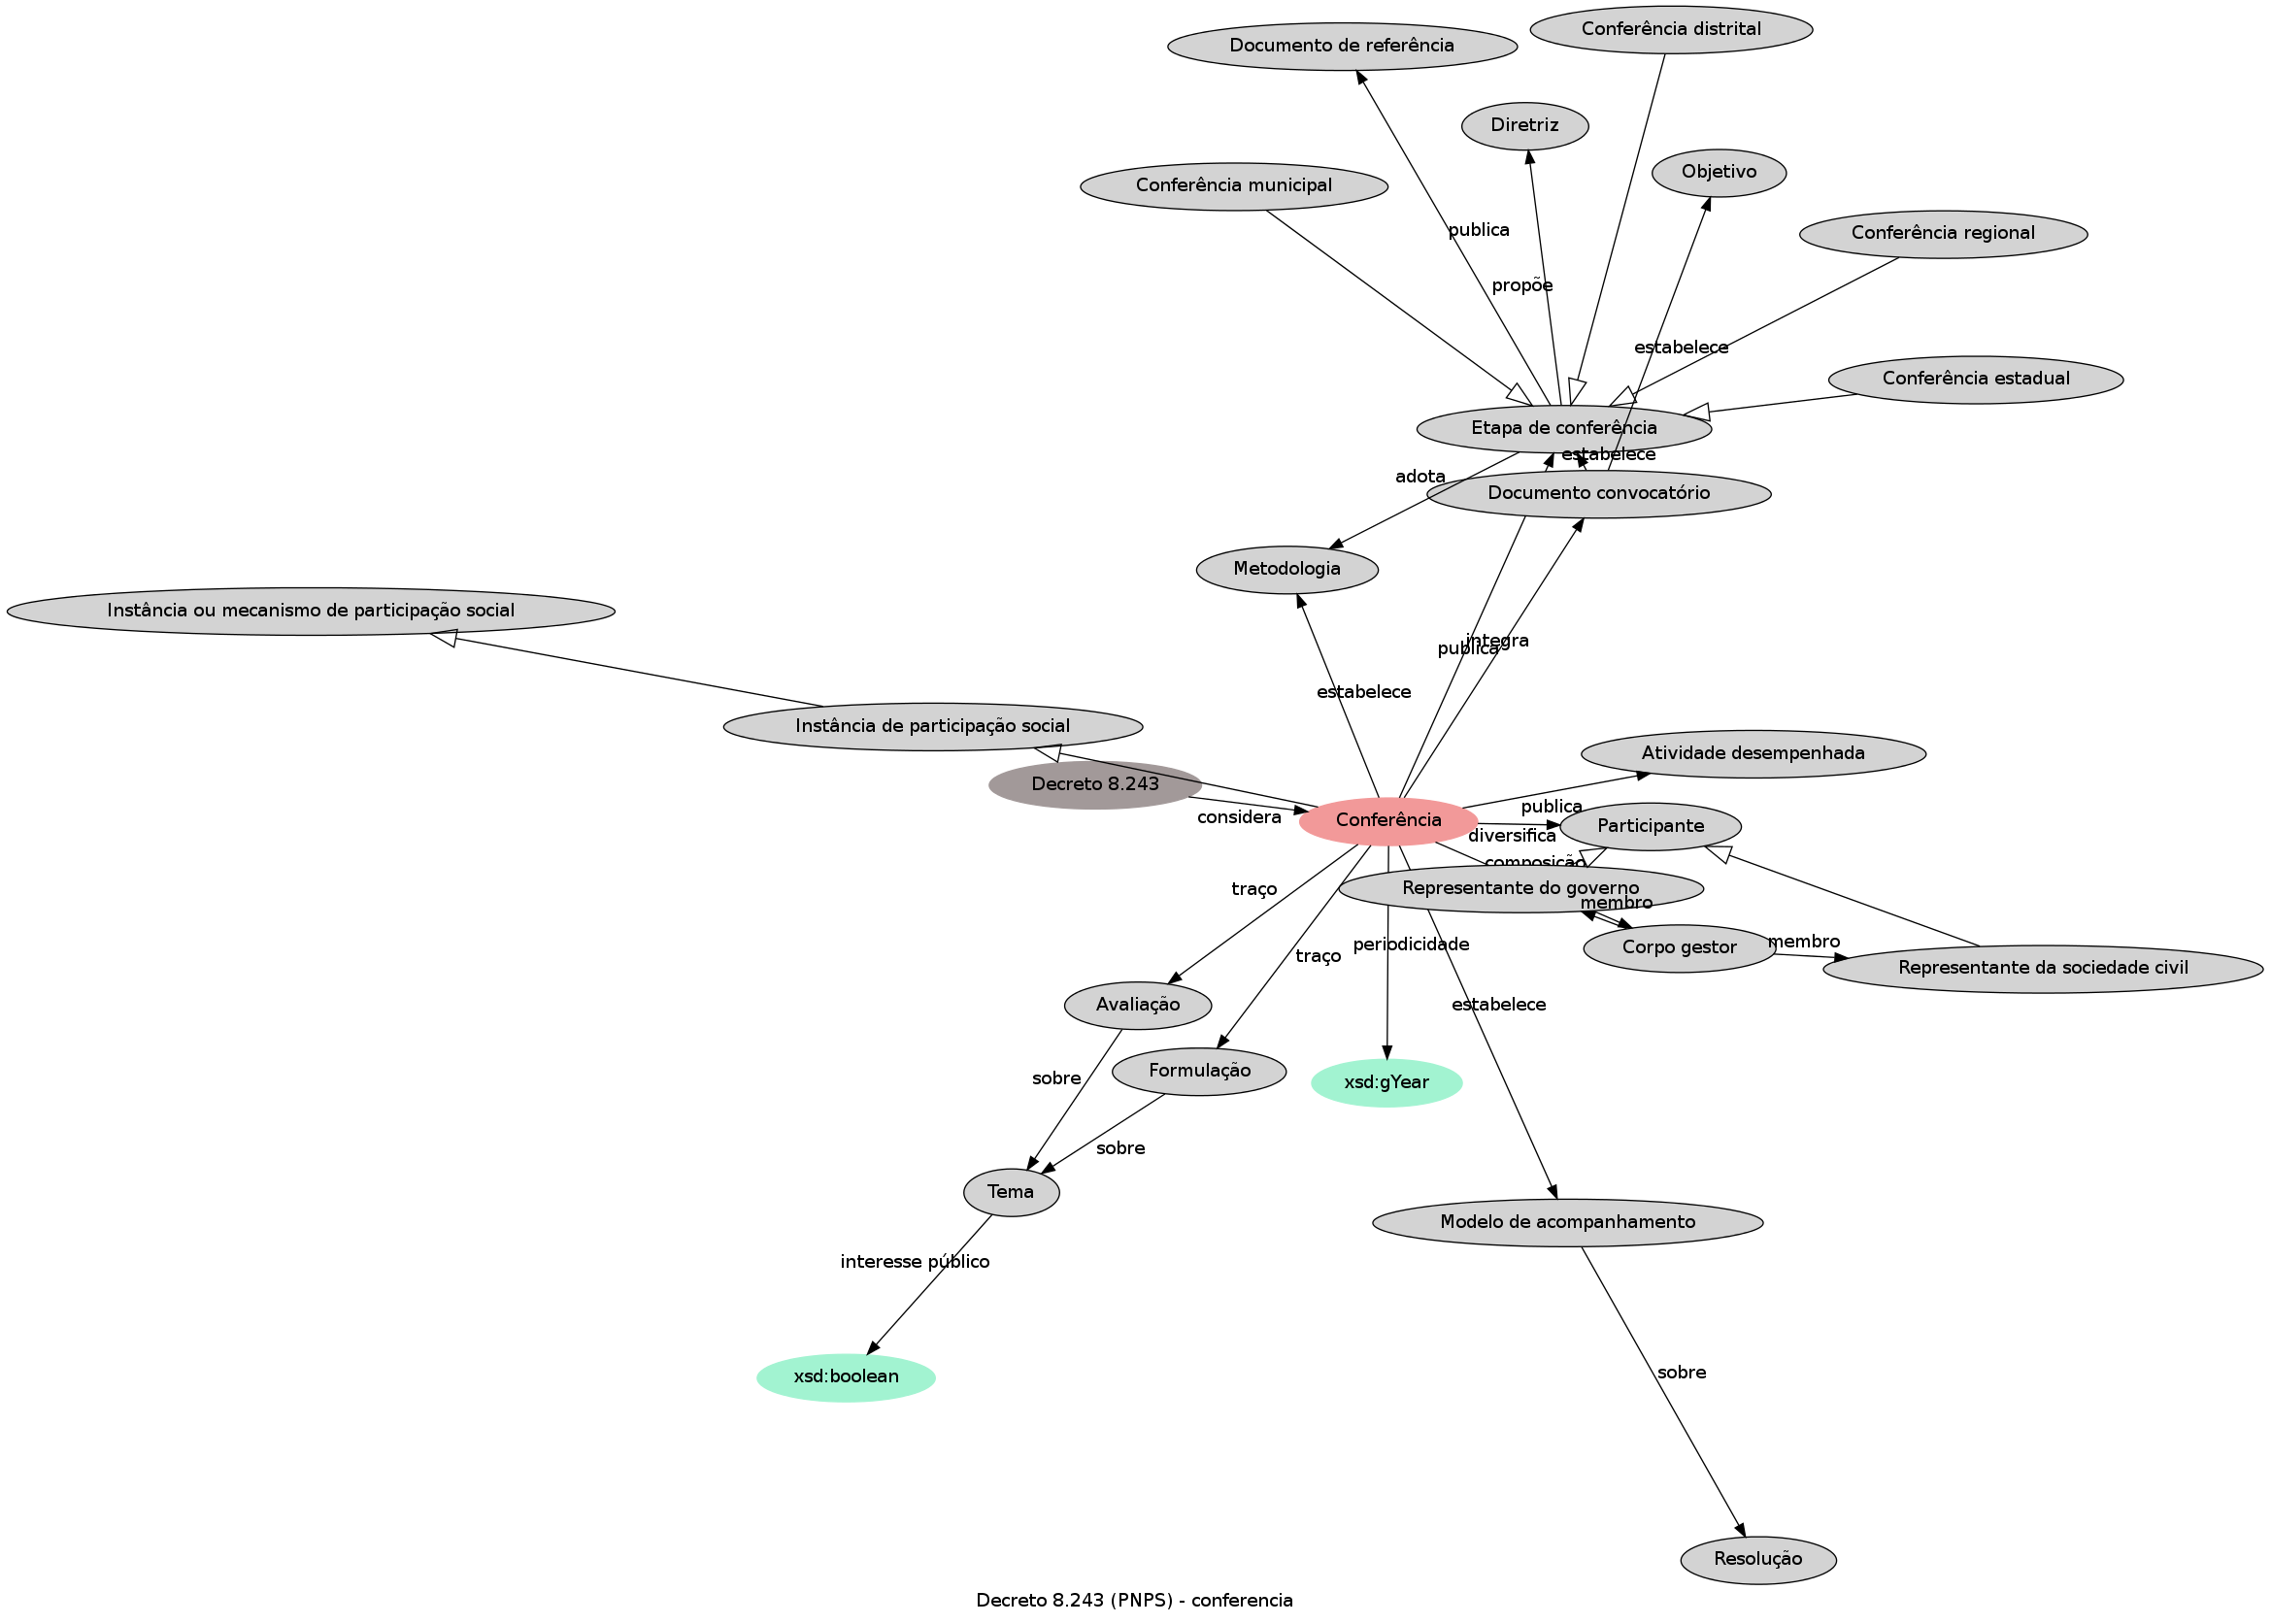 Conferência distrital
Documento de referência
Diretriz
Objetivo
Conferência municipal
publica
Conferência regional
propõe
estabelece
Conferência estadual
Etapa de conferência
estabelece
adota
Documento convocatório
Metodologia
Instância ou mecanismo de participação social
integra
publica
estabelece
Instância de participação social
Atividade desempenhada
Decreto 8.243
publica
considera
Conferência
Participante
diversifica
composição
traço
Representante do governo
membro
periodicidade
membro
Corpo gestor
traço
Representante da sociedade civil
Avaliação
estabelece
Formulação
sobre
xsd:gYear
sobre
Tema
Modelo de acompanhamento
interesse público
sobre
xsd:boolean
Resolução
Decreto 8.243 (PNPS) - conferencia